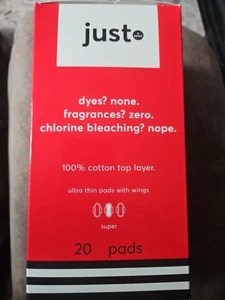 just
dyes? none.
fragrances? zero.
chlorine bleaching? nope.
100% cotton top layer.
ultra thin pads with wings
super
20 pads